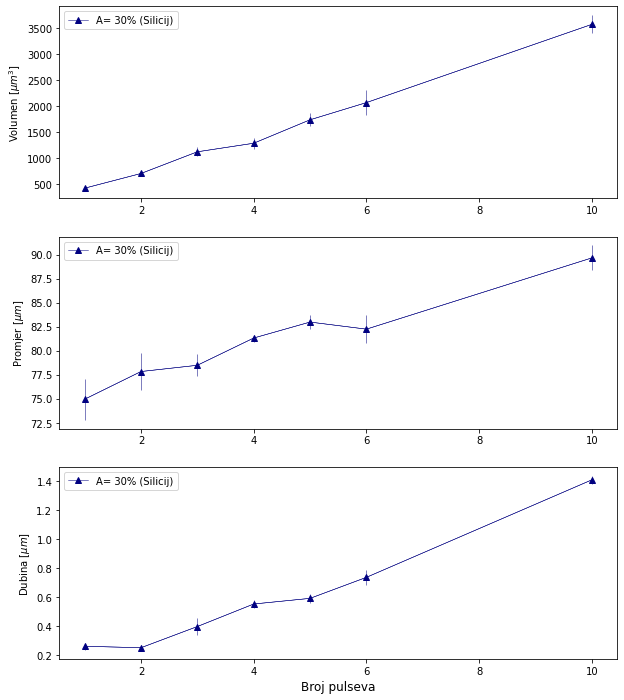 A= 30% (Silicij)
Volumen [μm³]
3500
3000
2500
2000
1500
1000
500
2 4 6 8 10
A= 30% (Silicij)
Promjer [μm]
90.0
87.5
85.0
82.5
80.0
77.5
75.0
72.5
2 4 6 8 10
A= 30% (Silicij)
Dubina [μm]
1.4
1.2
1.0
0.8
0.6
0.4
0.2
2 4 6 8 10
Broj pulseva